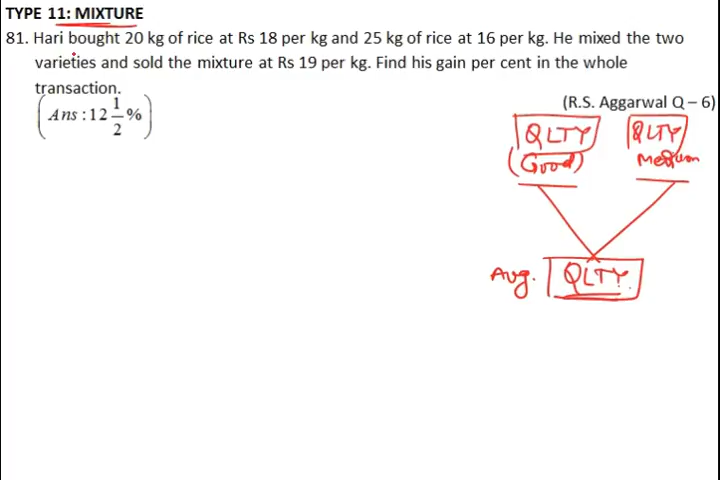 TYPE 11: MIXTURE
81. Hari bought 20 kg of rice at Rs 18 per kg and 25 kg of rice at 16 per kg. He mixed the two
varieties and sold the mixture at Rs 19 per kg. Find his gain per cent in the whole
transaction.
(R.S. Aggarwal Q – 6)
(Ans : 12 1/2 %)
QLTY QLTY
(Good) Medium
Avg. QLTY